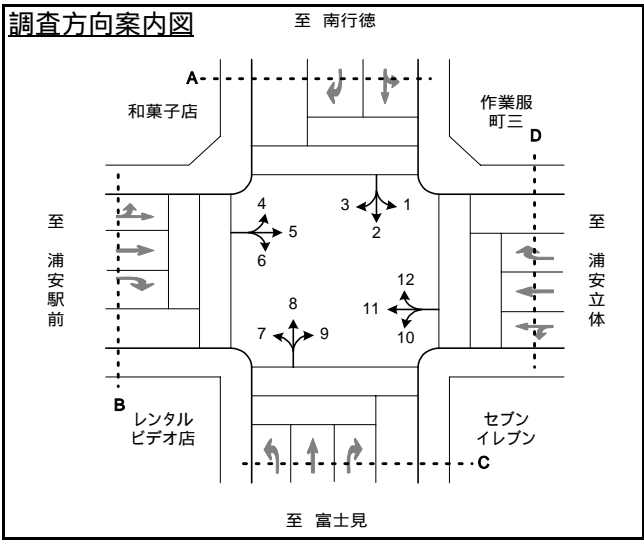 調査方向案内図
至 南行徳
A
和菓子店
作業服
町三
D
4
5
6
3
1
2
至 浦安駅前
至 浦安立体
12
11
10
8
7
9
B
レンタル
ビデオ店
セブン
イレブン
C
至 富士見